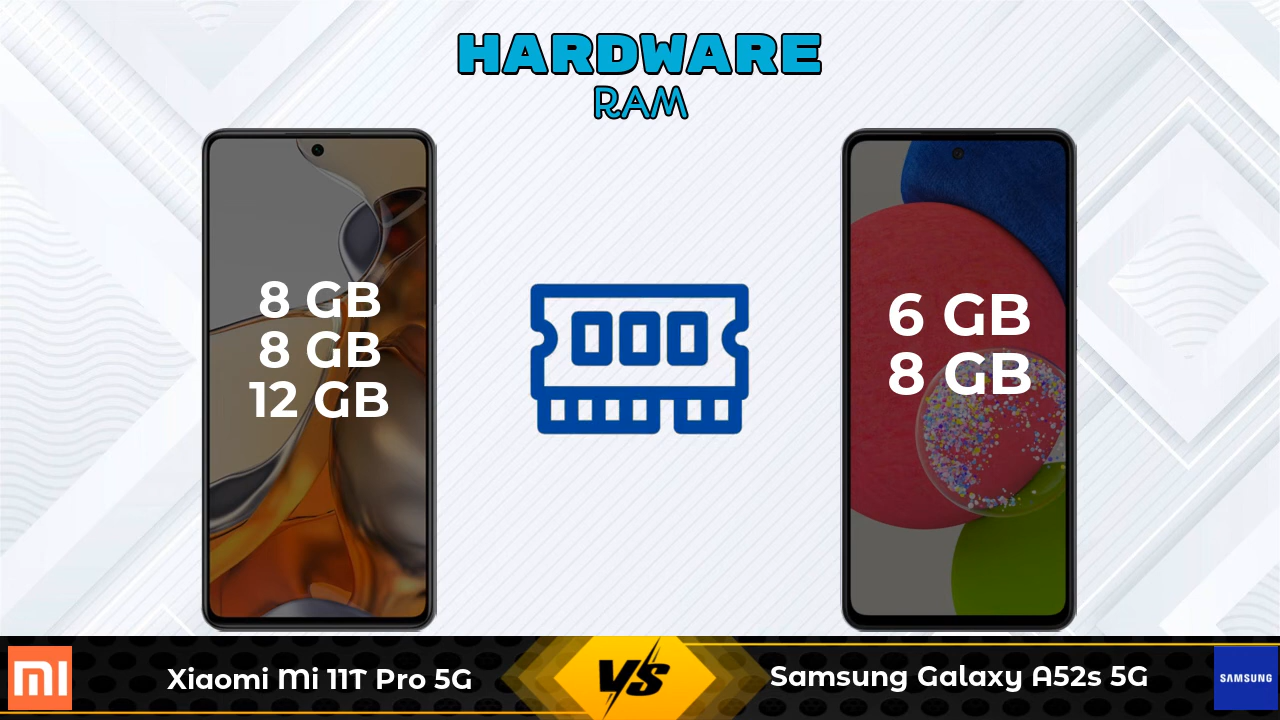 HARDWARE
RAM
8 GB
8 GB
12 GB
6 GB
8 GB
MI
Xiaomi Mi 11T Pro 5G
VS
Samsung Galaxy A52s 5G
SAMSUNG